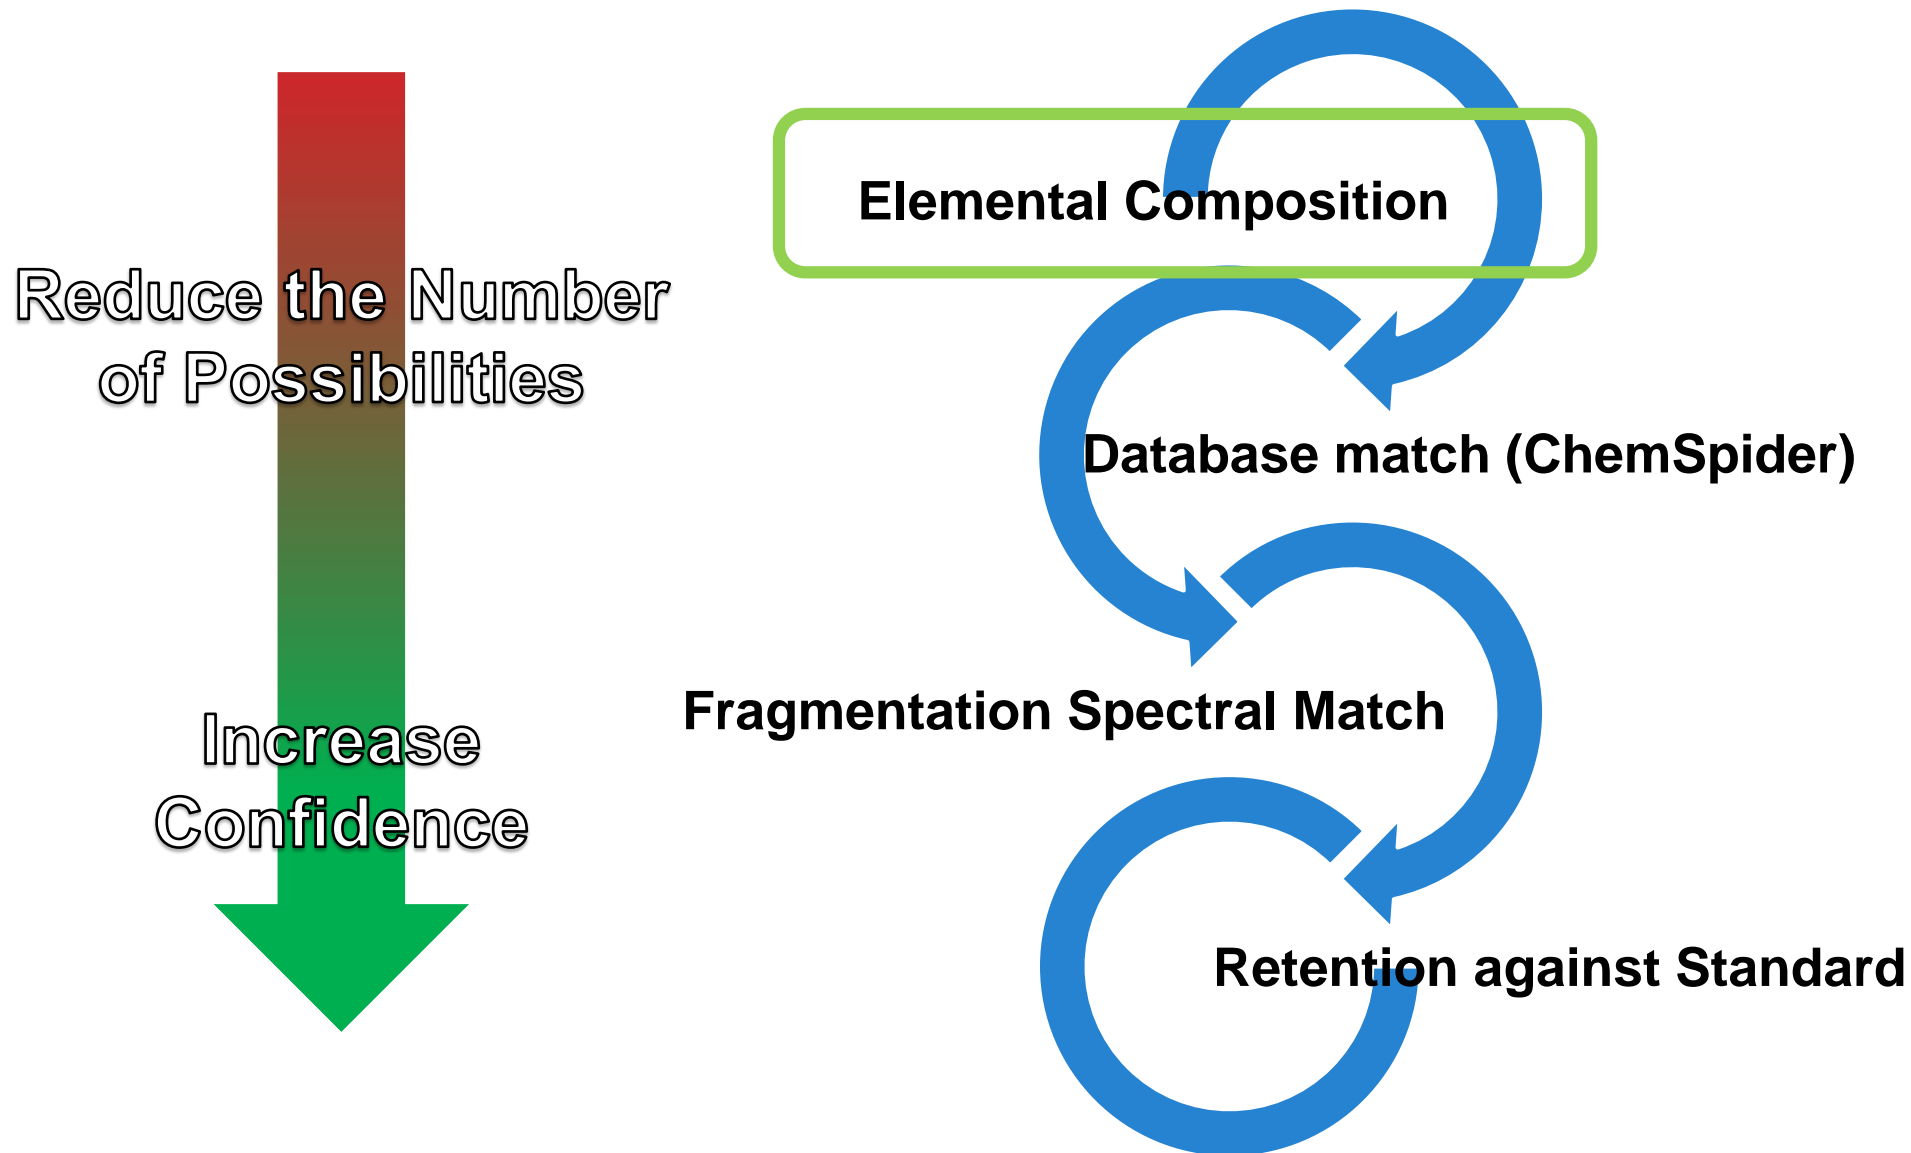 Reduce the Number
of Possibilities
Increase
Confidence
Elemental Composition
Database match (ChemSpider)
Fragmentation Spectral Match
Retention against Standard